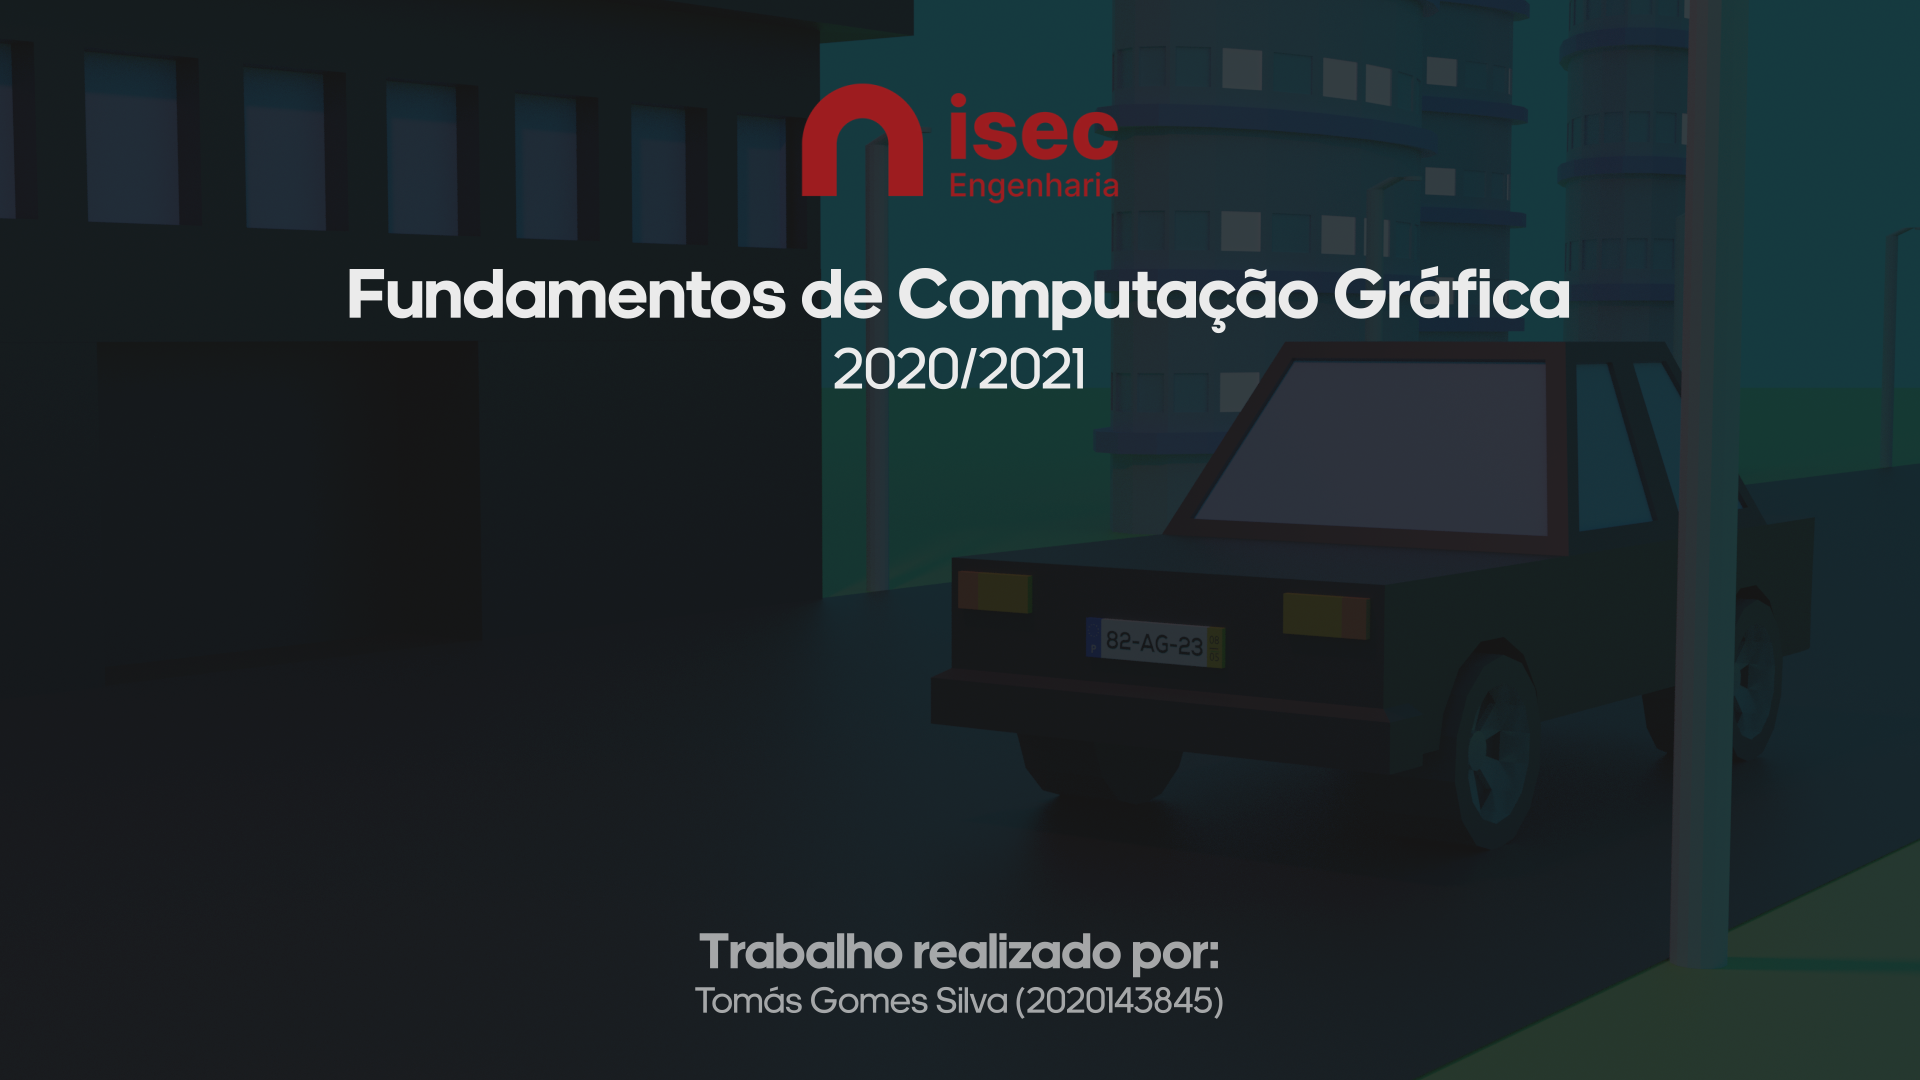 isec
Engenharia
Fundamentos de Computação Gráfica
2020/2021
P 82-AG-23
Trabalho realizado por:
Tomás Gomes Silva (2020143845)